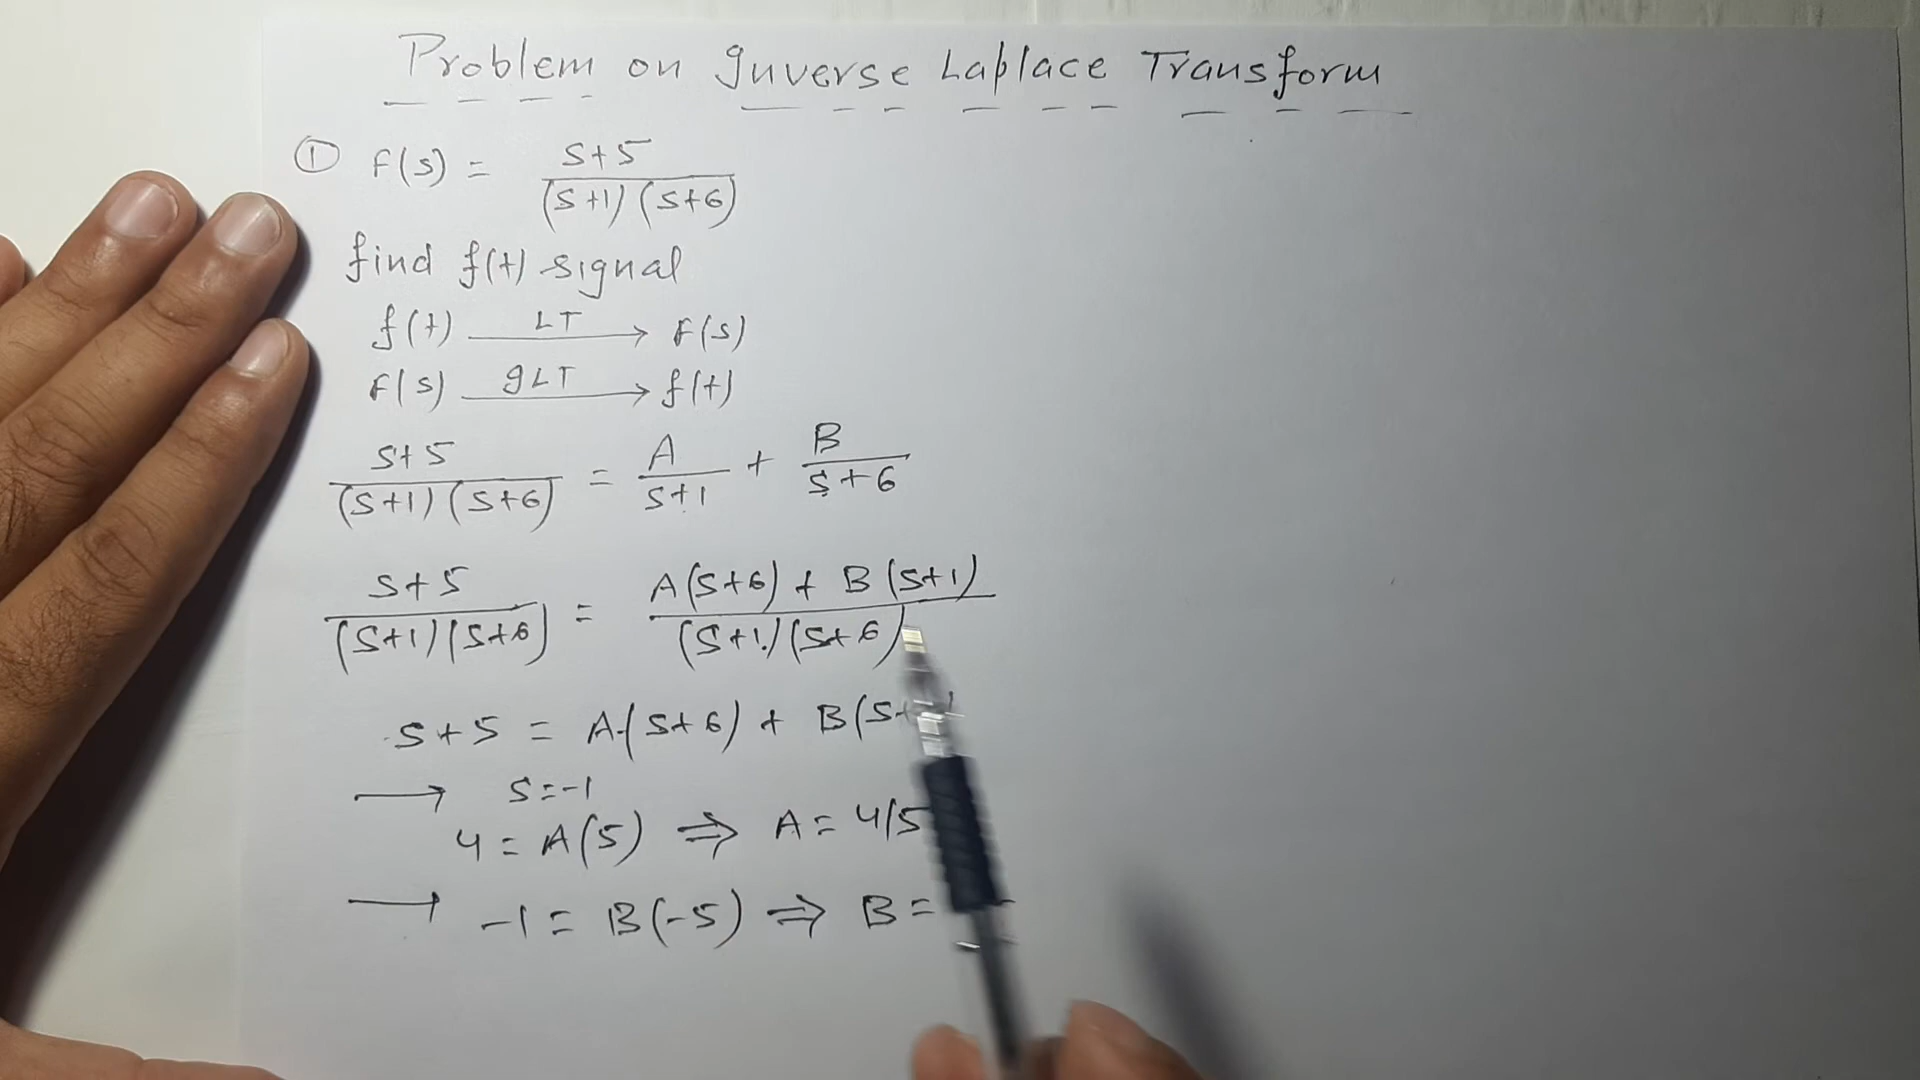 Problem on Inverse Laplace Transform
① F(s) = s+5 / (s+1)(s+6)
find f(t) signal
f(t) —LT→ F(s)
F(s) —ILT→ f(t)
s+5 / (s+1)(s+6) = A / s+1 + B / s+6
s+5 / (s+1)(s+6) = A(s+6) + B(s+1) / (s+1)(s+6)
s+5 = A(s+6) + B(s+
→ s=-1
4 = A(5) ⇒ A = 4/5
→ -1 = B(-5) ⇒ B =